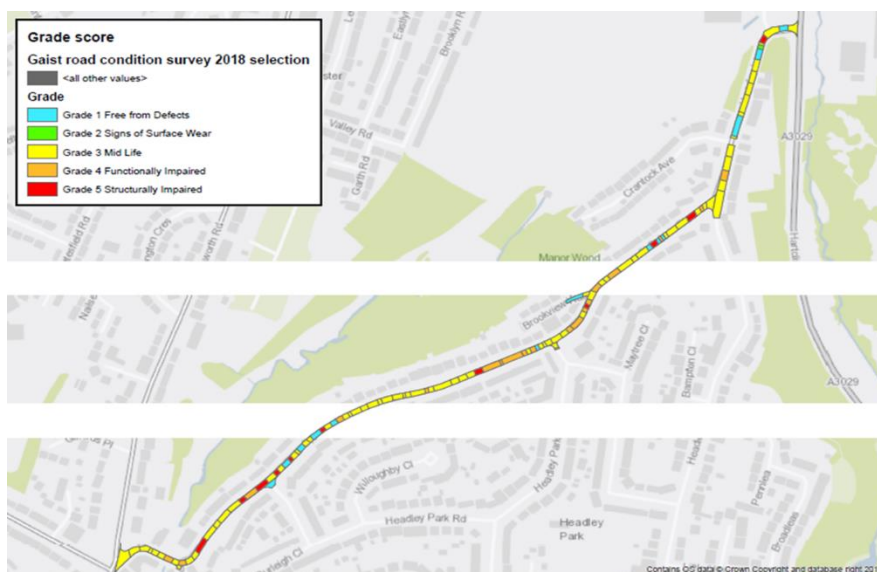 Grade score
Gaist road condition survey 2018 selection
<all other values>
Grade
Grade 1 Free from Defects
Grade 2 Signs of Surface Wear
Grade 3 Mid Life
Grade 4 Functionally Impaired
Grade 5 Structurally Impaired
Brooklyn Rd
Valley Rd
Garth Rd
A3029
Crantock Ave
Manor Wood
Brookview
Maytree Cl
Bampton Cl
A3029
Headley Park
Willoughby Cl
Headley Park Rd
Headley
Park
Pennlea
Broadleas
Contains OS data © Crown Copyright and database right 201